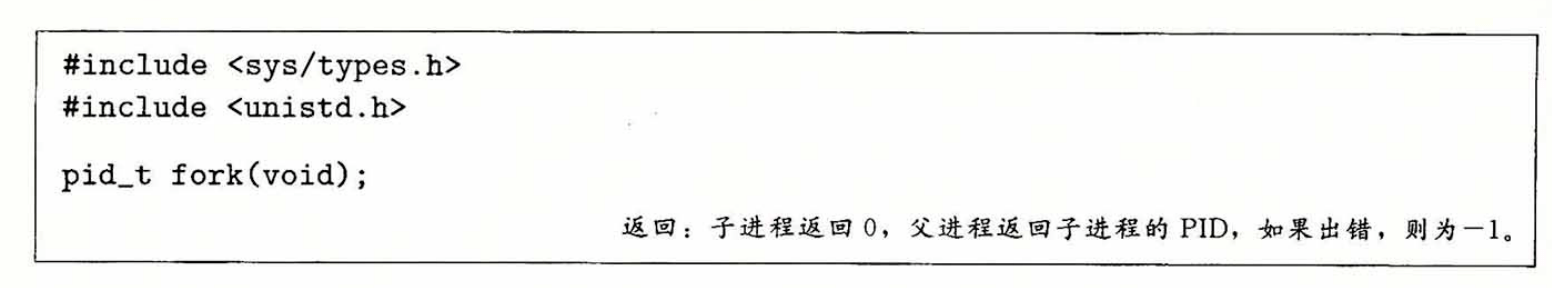 #include <sys/types.h>
#include <unistd.h>
pid_t fork(void);
返回：子进程返回 0，父进程返回子进程的 PID，如果出错，则为－1。